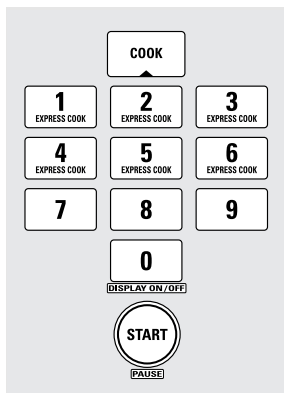 COOK
1 2 3
EXPRESS COOK EXPRESS COOK EXPRESS COOK
4 5 6
EXPRESS COOK EXPRESS COOK EXPRESS COOK
7 8 9
0
DISPLAY ON/OFF
START
PAUSE